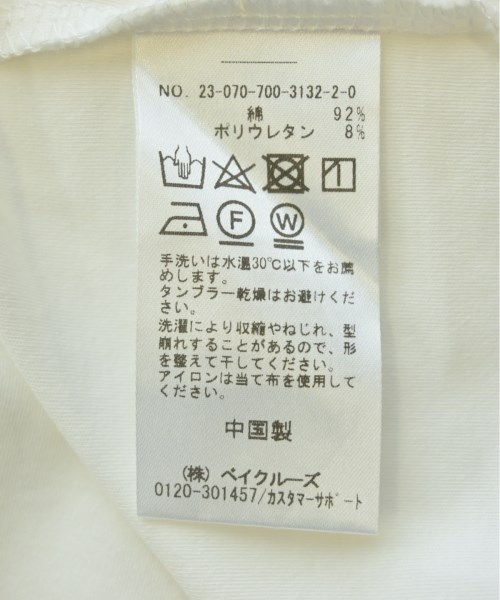 NO. 23-070-700-3132-2-0
綿 92%
ポリウレタン 8%
F W
手洗いは水温30℃以下をお薦
めします。
タンブラー乾燥はお避けくだ
さい。
洗濯により収縮やねじれ、型
崩れすることがあるので、形
を整えて干してください。
アイロンは当て布を使用して
ください。
中国製
(株) ベイクルーズ
0120-301457/カスタマーサポート